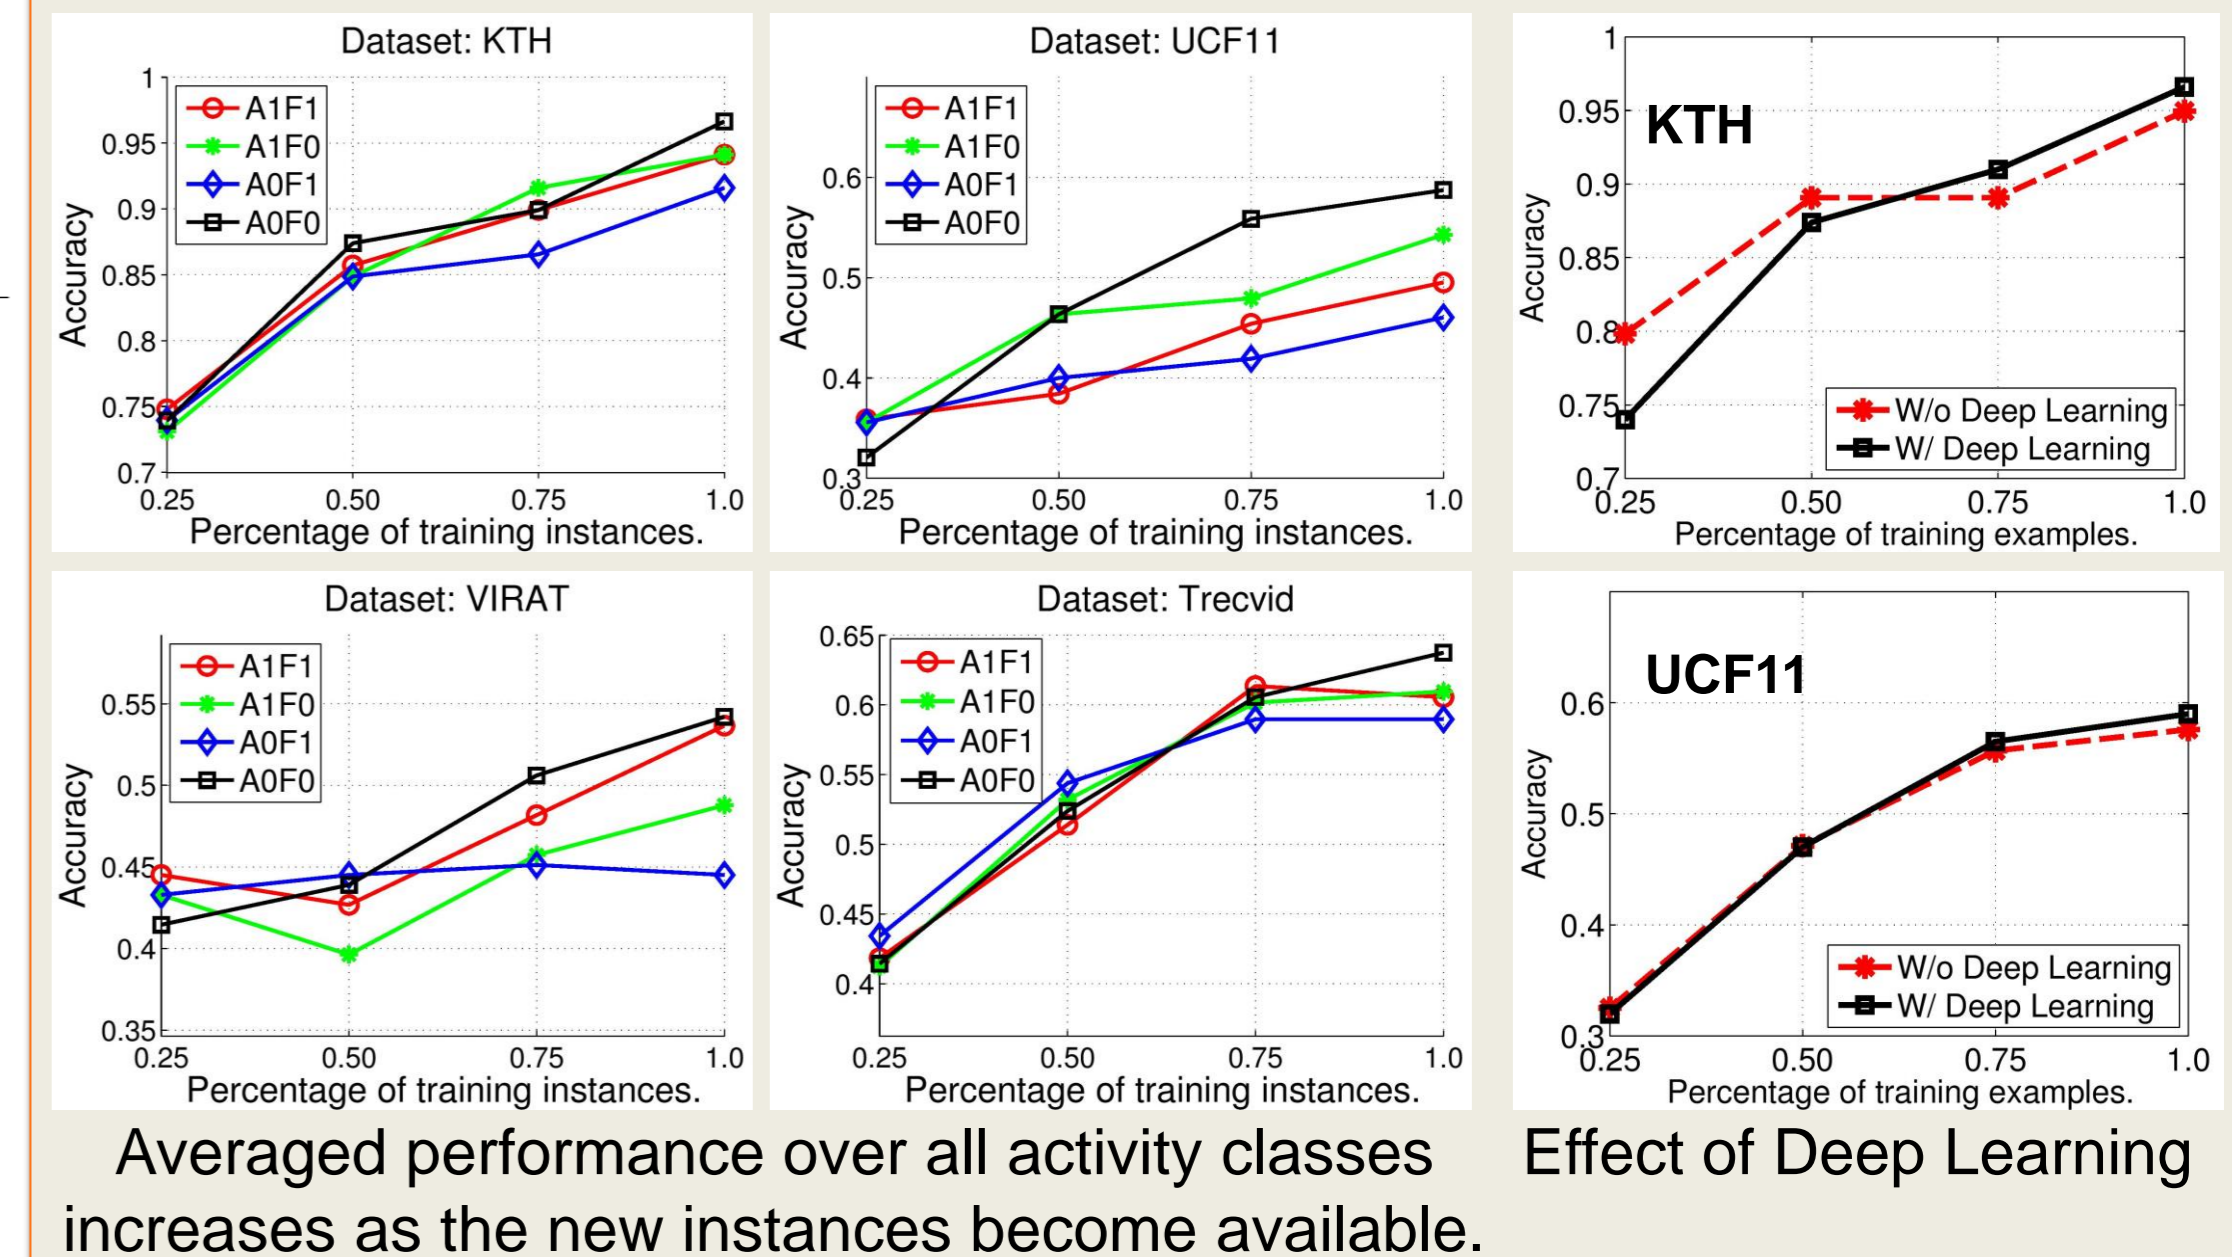 Dataset: KTH
1
0.95
0.9
0.85
0.8
0.75
0.7
Accuracy
A1F1
A1F0
A0F1
A0F0
0.25 0.50 0.75 1.0
Percentage of training instances.
Dataset: UCF11
0.6
0.5
0.4
0.3
Accuracy
A1F1
A1F0
A0F1
A0F0
0.25 0.50 0.75 1.0
Percentage of training instances.
KTH
1
0.95
0.9
0.85
0.8
0.75
0.7
Accuracy
W/o Deep Learning
W/ Deep Learning
0.25 0.50 0.75 1.0
Percentage of training examples.
Dataset: VIRAT
0.55
0.5
0.45
0.4
0.35
Accuracy
A1F1
A1F0
A0F1
A0F0
0.25 0.50 0.75 1.0
Percentage of training instances.
Dataset: Trecvid
0.65
0.6
0.55
0.5
0.45
0.4
Accuracy
A1F1
A1F0
A0F1
A0F0
0.25 0.50 0.75 1.0
Percentage of training instances.
UCF11
0.6
0.5
0.4
0.3
Accuracy
W/o Deep Learning
W/ Deep Learning
0.25 0.50 0.75 1.0
Percentage of training examples.
Averaged performance over all activity classes
increases as the new instances become available.
Effect of Deep Learning